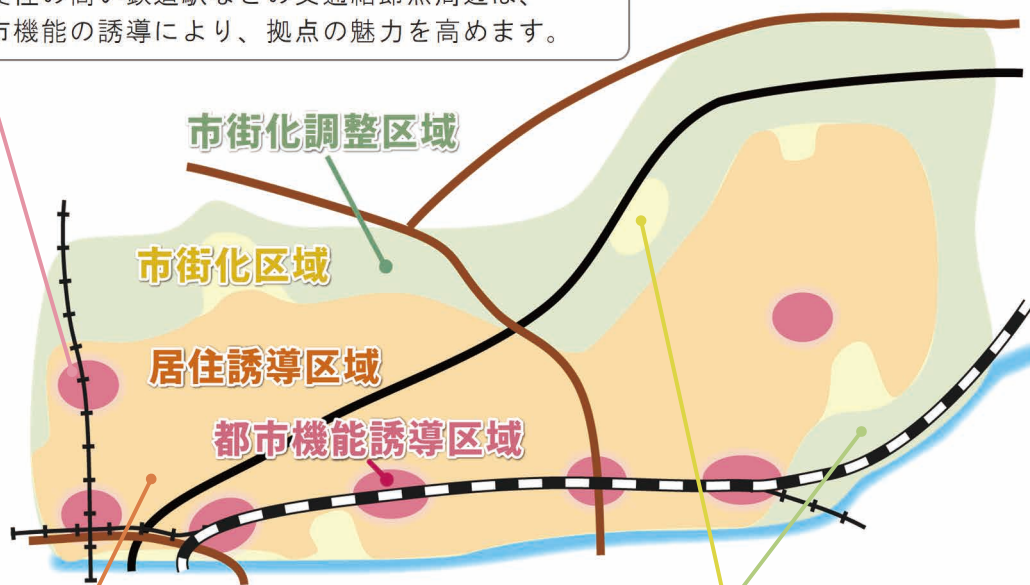 市機能の誘導により、拠点の魅力を高めます。
市街化調整区域
市街化区域
居住誘導区域
都市機能誘導区域